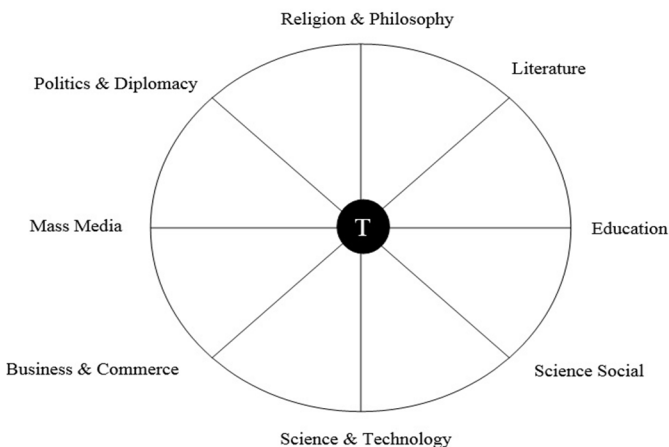 Religion & Philosophy
Literature
Politics & Diplomacy
Mass Media
T
Education
Business & Commerce
Science Social
Science & Technology